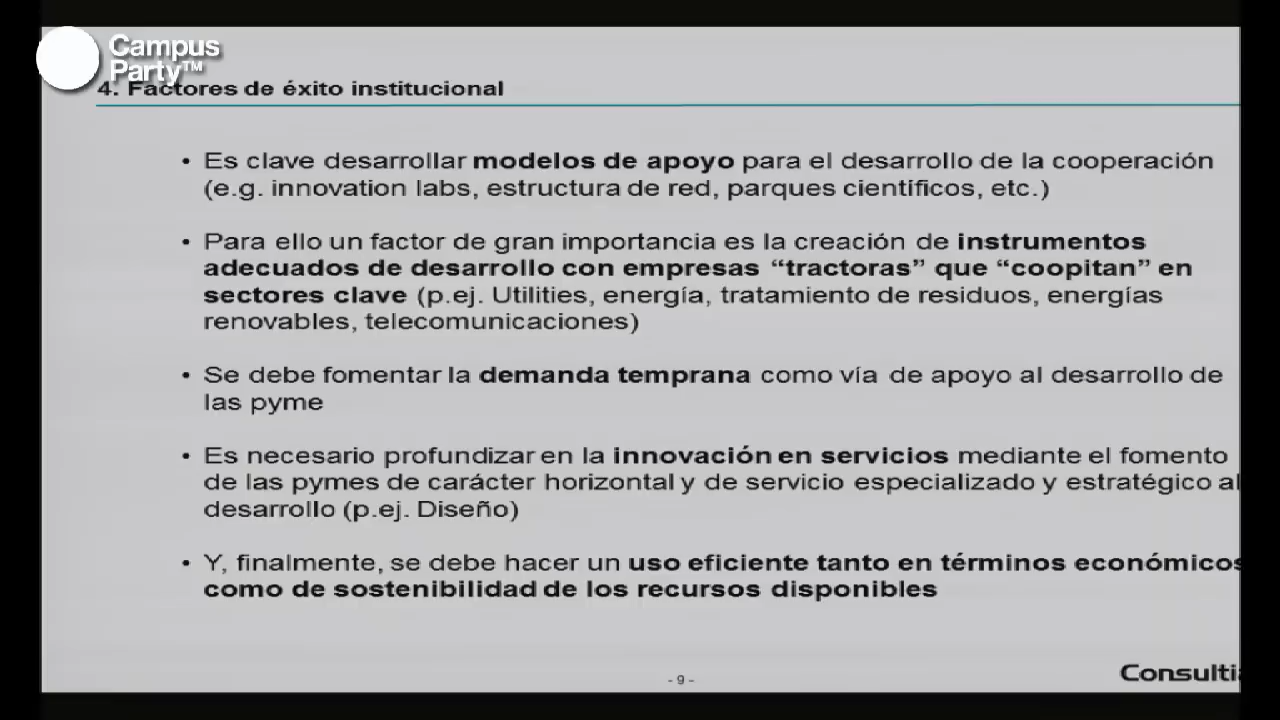 Campus
Party™
4. Factores de éxito institucional
• Es clave desarrollar modelos de apoyo para el desarrollo de la cooperación
(e.g. innovation labs, estructura de red, parques científicos, etc.)
• Para ello un factor de gran importancia es la creación de instrumentos
adecuados de desarrollo con empresas “tractoras” que “coopitan” en
sectores clave (p.ej. Utilities, energía, tratamiento de residuos, energías
renovables, telecomunicaciones)
• Se debe fomentar la demanda temprana como vía de apoyo al desarrollo de
las pyme
• Es necesario profundizar en la innovación en servicios mediante el fomento
de las pymes de carácter horizontal y de servicio especializado y estratégico al
desarrollo (p.ej. Diseño)
• Y, finalmente, se debe hacer un uso eficiente tanto en términos económicos
como de sostenibilidad de los recursos disponibles
- 9 -